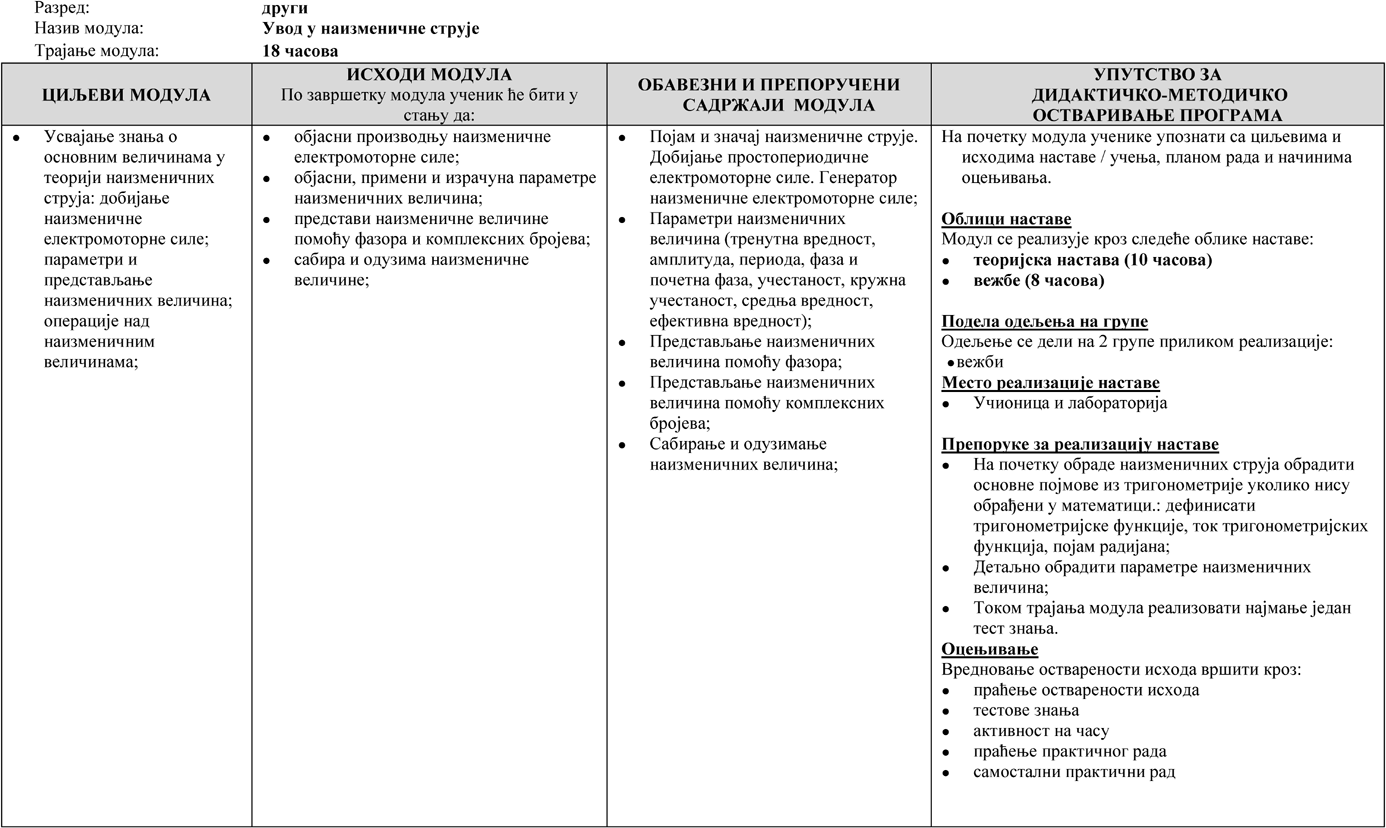 Разред: други
Назив модула: Увод у наизменичне струје
Трајање модула: 18 часова
ЦИЉЕВИ МОДУЛА
ИСХОДИ МОДУЛА
По завршетку модула ученик ће бити у
стању да:
ОБАВЕЗНИ И ПРЕПОРУЧЕНИ
САДРЖАЈИ МОДУЛА
УПУТСТВО ЗА
ДИДАКТИЧКО-МЕТОДИЧКО
ОСТВАРИВАЊЕ ПРОГРАМА
• Усвајање знања о
основним величинама у
теорији наизменичних
струја: добијање
наизменичне
електромоторне силе;
параметри и
представљање
наизменичних величина;
операције над
наизменичним
величинама;
• објасни производњу наизменичне
електромоторне силе;
• објасни, примени и израчуна параметре
наизменичних величина;
• представи наизменичне величине
помоћу фазора и комплексних бројева;
• сабира и одузима наизменичне
величине;
• Појам и значај наизменичне струје.
Добијање простопериодичне
електромоторне силе. Генератор
наизменичне електромоторне силе;
• Параметри наизменичних
величина (тренутна вредност,
амплитуда, периода, фаза и
почетна фаза, учестаност, кружна
учестаност, средња вредност,
ефективна вредност);
• Представљање наизменичних
величина помоћу фазора;
• Представљање наизменичних
величина помоћу комплексних
бројева;
• Сабирање и одузимање
наизменичних величина;
На почетку модула ученике упознати са циљевима и
исходима наставе / учења, планом рада и начинима
оцењивања.
Облици наставе
Модул се реализује кроз следеће облике наставе:
• теоријска настава (10 часова)
• вежбе (8 часова)
Подела одељења на групе
Одељење се дели на 2 групе приликом реализације:
•вежби
Место реализације наставе
• Учионица и лабораторија
Препоруке за реализацију наставе
• На почетку обраде наизменичних струја обрадити
основне појмове из тригонометрије уколико нису
обрађени у математици.: дефинисати
тригонометријске функције, ток тригонометријских
функција, појам радијана;
• Детаљно обрадити параметре наизменичних
величина;
• Током трајања модула реализовати најмање један
тест знања.
Оцењивање
Вредновање остварености исхода вршити кроз:
• праћење остварености исхода
• тестове знања
• активност на часу
• праћење практичног рада
• самостални практични рад